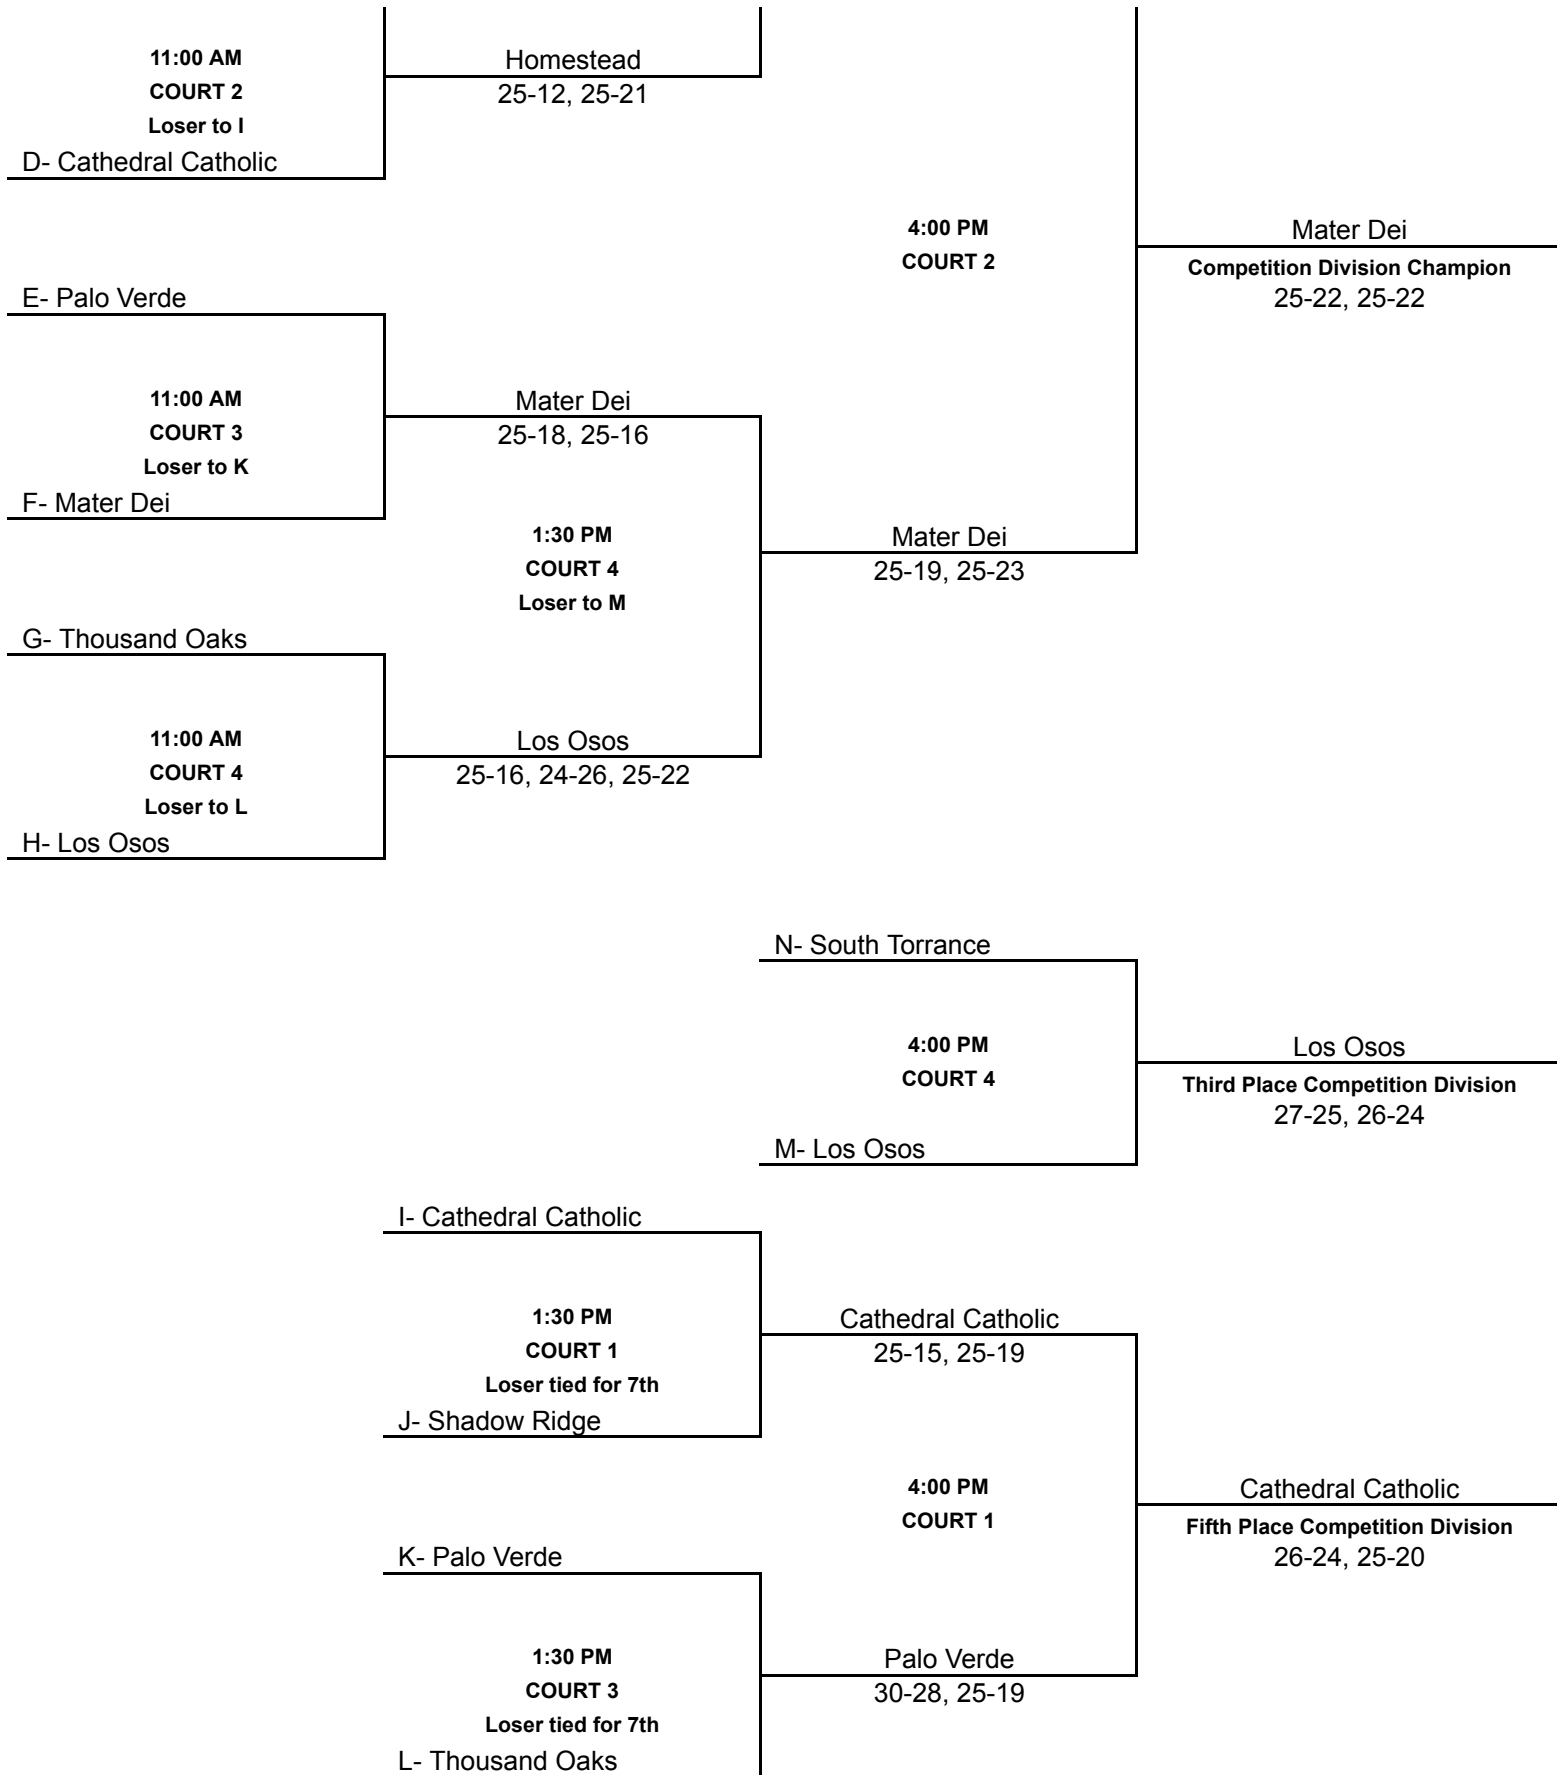 11:00 AM
Homestead
COURT 2
25-12, 25-21
Loser to I
D- Cathedral Catholic
4:00 PM
Mater Dei
COURT 2
Competition Division Champion
E- Palo Verde
25-22, 25-22
11:00 AM
Mater Dei
COURT 3
25-18, 25-16
Loser to K
F- Mater Dei
1:30 PM
Mater Dei
COURT 4
25-19, 25-23
Loser to M
G- Thousand Oaks
11:00 AM
Los Osos
COURT 4
25-16, 24-26, 25-22
Loser to L
H- Los Osos
N- South Torrance
4:00 PM
Los Osos
COURT 4
Third Place Competition Division
27-25, 26-24
M- Los Osos
I- Cathedral Catholic
1:30 PM
Cathedral Catholic
COURT 1
25-15, 25-19
Loser tied for 7th
J- Shadow Ridge
4:00 PM
Cathedral Catholic
COURT 1
Fifth Place Competition Division
K- Palo Verde
26-24, 25-20
1:30 PM
Palo Verde
COURT 3
30-28, 25-19
Loser tied for 7th
L- Thousand Oaks